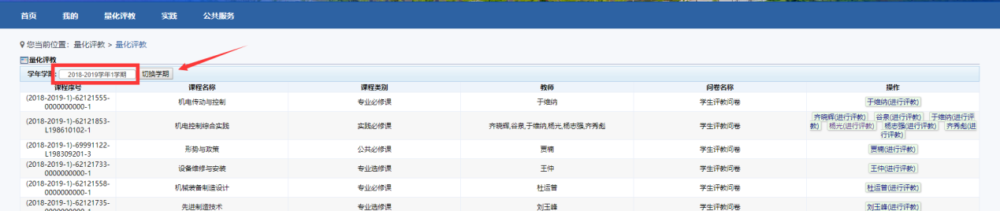 首页 我的 量化评教 实践 公共服务
您当前位置: 量化评教 > 量化评教
量化评教
学年学期: 2018-2019学年1学期 切换学期
课程序号 课程名称 课程类别 教师 问卷名称 操作
(2018-2019-1)-62121555-0000000000-1 机电传动与控制 专业必修课 于维纳 学生评教问卷 于维纳(进行评教)
(2018-2019-1)-62121853-L198610102-1 机电控制综合实践 实践必修课 齐晓辉,谷泉,于维纳,杨光,杨志强,齐秀彪 学生评教问卷 齐晓辉(进行评教) 谷泉(进行评教) 于维纳(进行评教) 杨光(进行评教) 杨志强(进行评教) 齐秀彪(进行评教)
(2018-2019-1)-69991122-L198309201-3 形势与政策 公共必修课 贾楠 学生评教问卷 贾楠(进行评教)
(2018-2019-1)-62121733-0000000000-1 设备维修与安装 专业选修课 王仲 学生评教问卷 王仲(进行评教)
(2018-2019-1)-62121558-0000000000-1 机械装备制造设计 专业必修课 杜运普 学生评教问卷 杜运普(进行评教)
(2018-2019-1)-62121735-0000000000-1 先进制造技术 专业选修课 刘玉峰 学生评教问卷 刘玉峰(进行评教)